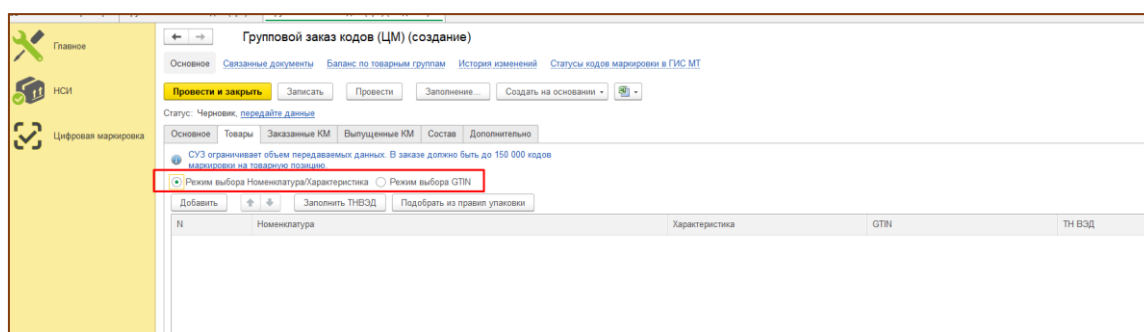 Главное
НСИ
Цифровая маркировка
Групповой заказ кодов (ЦМ) (создание)
Основное Связанные документы Баланс по товарным группам История изменений Статусы кодов маркировки в ГИС МТ
Провести и закрыть Записать Провести Заполнение... Создать на основании
Статус: Черновик, передайте данные
Основное Товары Заказанные КМ Выпущенные КМ Состав Дополнительно
СУЗ ограничивает объем передаваемых данных. В заказе должно быть до 150 000 кодов
маркировки на товарную позицию.
Режим выбора Номенклатура/Характеристика Режим выбора GTIN
Добавить Заполнить ТНВЭД Подобрать из правил упаковки
N Номенклатура Характеристика GTIN ТН ВЭД